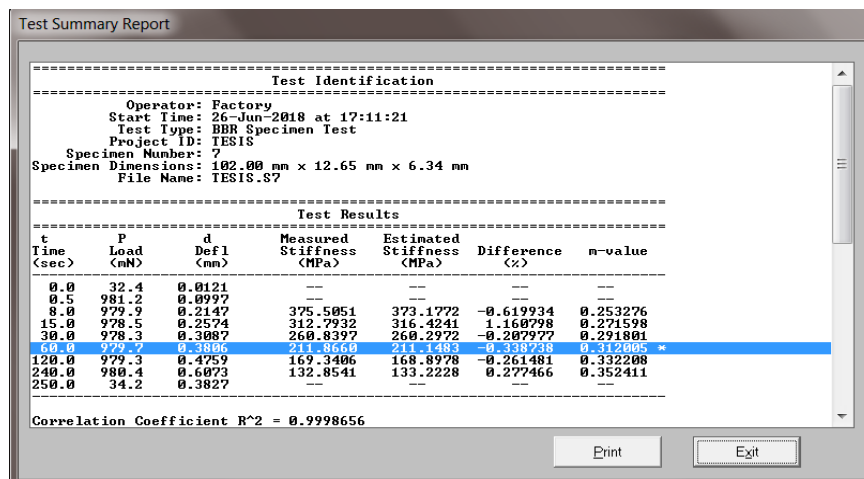 Test Summary Report
Test Identification
Operator: Factory
Start Time: 26-Jun-2018 at 17:11:21
Test Type: BBR Specimen Test
Project ID: TESIS
Specimen Number: 7
Specimen Dimensions: 102.00 mm x 12.65 mm x 6.34 mm
File Name: TESIS.S7
Test Results
t P d Measured Estimated
Time Load Defl Stiffness Stiffness Difference m-value
(sec) (mN) (mm) (MPa) (MPa) (%)
0.0 32.4 0.0121 -- -- -- --
0.5 981.2 0.0997 -- -- -- --
8.0 979.9 0.2147 375.5051 373.1772 -0.619934 0.253276
15.0 978.5 0.2574 312.7932 316.4241 1.160798 0.271598
30.0 978.3 0.3087 260.8397 260.2972 -0.207977 0.291801
60.0 979.7 0.3806 211.8660 211.1483 -0.338738 0.312005 *
120.0 979.3 0.4759 169.3406 168.8978 -0.261481 0.332208
240.0 980.4 0.6073 132.8541 133.2228 0.277466 0.352411
250.0 34.2 0.3827 -- -- -- --
Correlation Coefficient R^2 = 0.9998656
Print
Exit